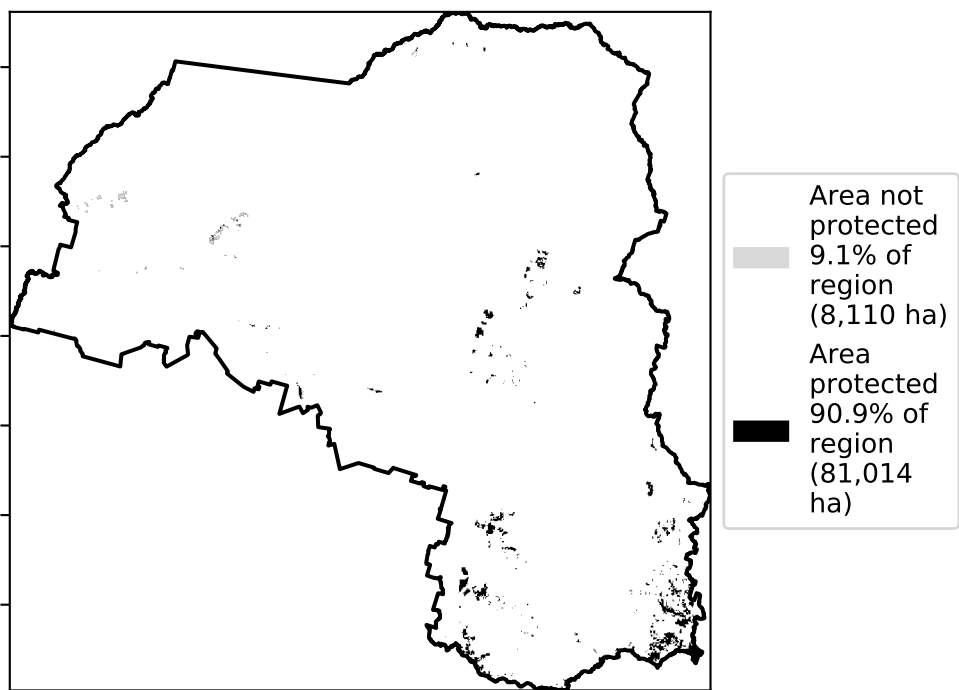 Area not
protected
9.1% of
region
(8,110 ha)
Area
protected
90.9% of
region
(81,014
ha)